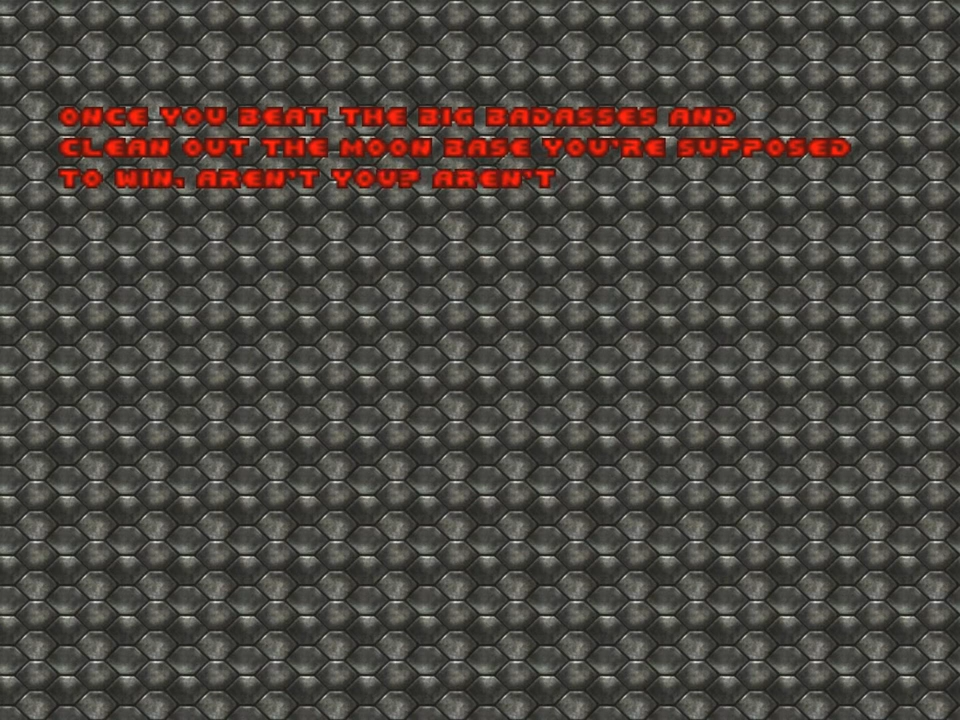 ONCE YOU BEAT THE BIG BADASSES AND
CLEAN OUT THE MOON BASE YOU'RE SUPPOSED
TO WIN, AREN'T YOU? AREN'T